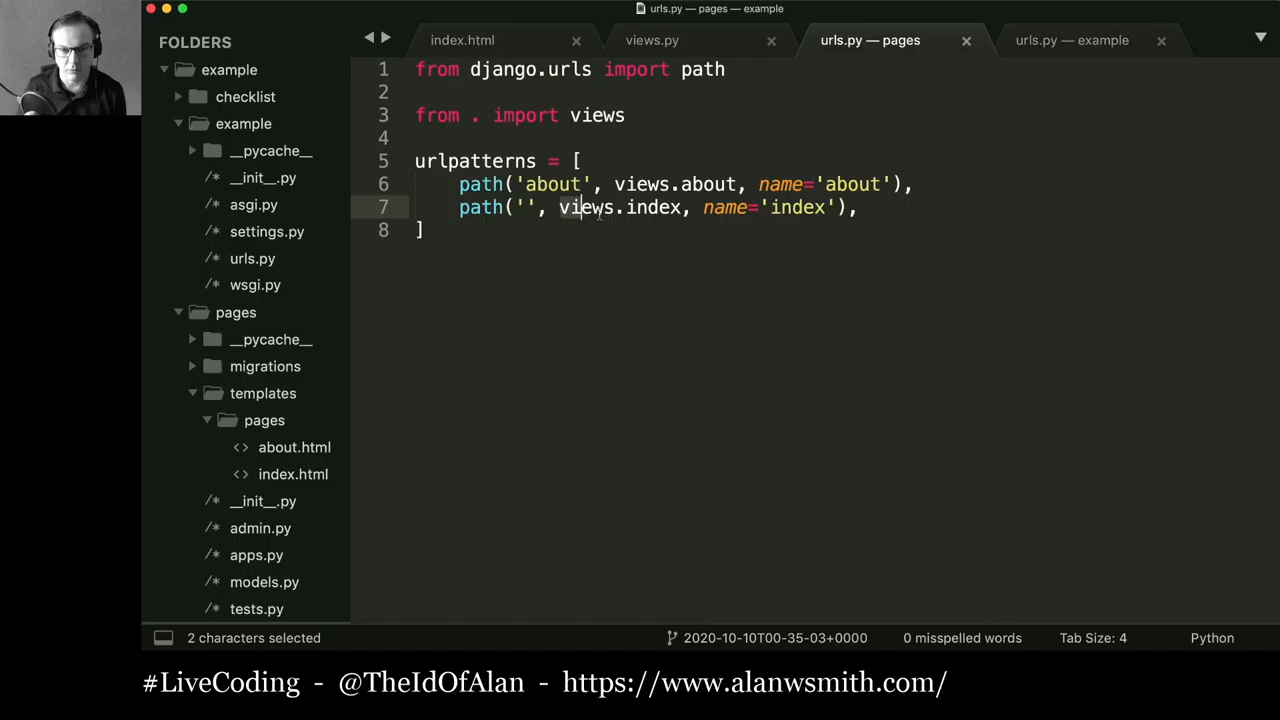 urls.py — pages — example
FOLDERS
example
checklist
example
__pycache__
__init__.py
asgi.py
settings.py
urls.py
wsgi.py
pages
__pycache__
migrations
templates
pages
<> about.html
<> index.html
/* __init__.py
/* admin.py
/* apps.py
/* models.py
/* tests.py
index.html
views.py
urls.py — pages
urls.py — example
1 from django.urls import path
2
3 from . import views
4
5 urlpatterns = [
6 path('about', views.about, name='about'),
7 path('', views.index, name='index'),
8 ]
2 characters selected
2020-10-10T00-35-03+0000
0 misspelled words
Tab Size: 4
Python
#LiveCoding - @TheIdOfAlan - https://www.alanwsmith.com/